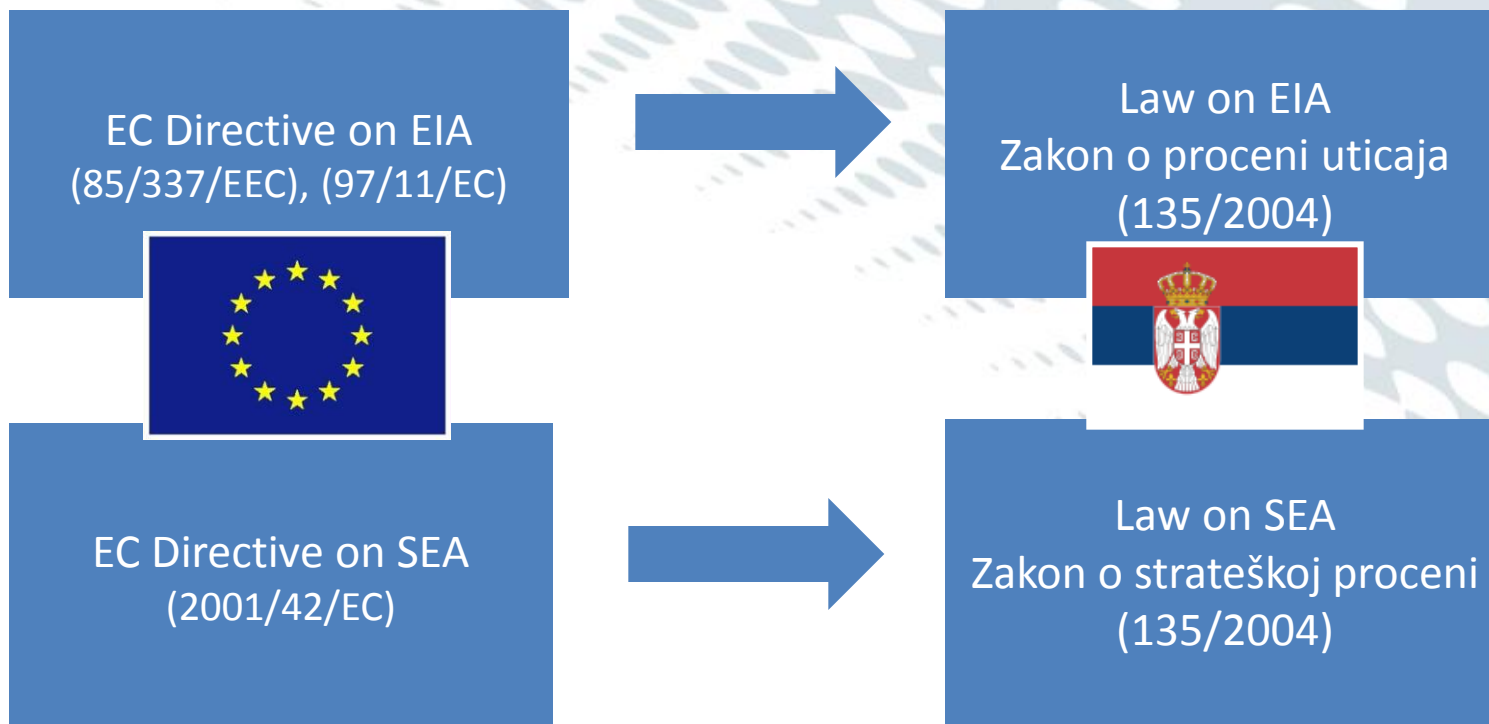 EC Directive on EIA
(85/337/EEC), (97/11/EC)
Law on EIA
Zakon o proceni uticaja
(135/2004)
EC Directive on SEA
(2001/42/EC)
Law on SEA
Zakon o strateškoj proceni
(135/2004)